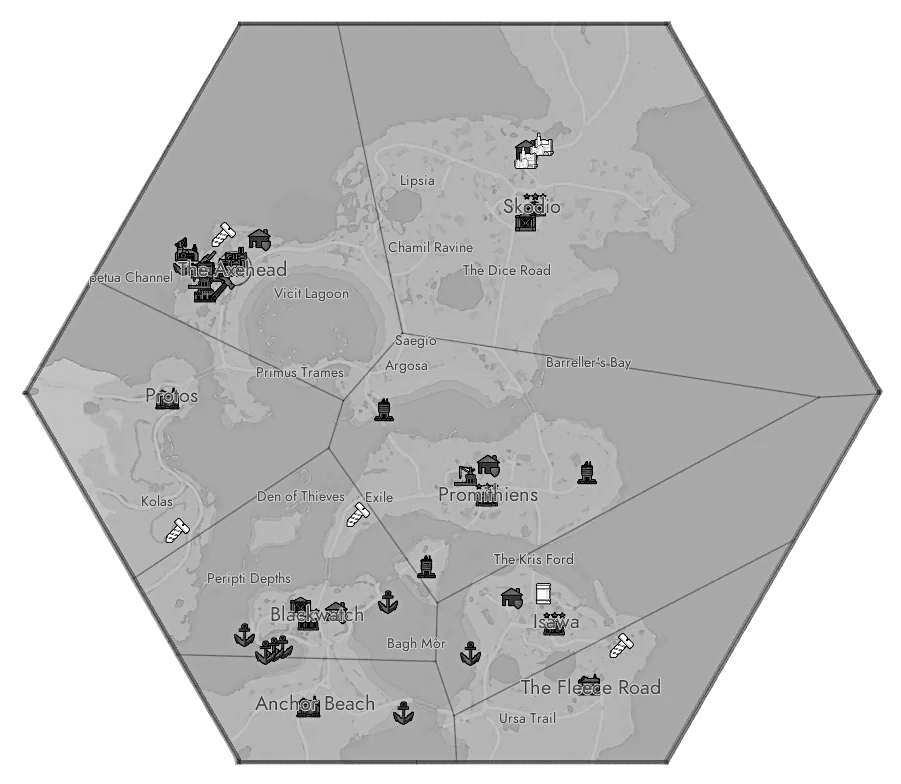 Lipsia
Skodio
Chamil Ravine
The Axehead
The Dice Road
petua Channel
Vicit Lagoon
Saegio
Argosa
Barreller's Bay
Primus Trames
Protos
Den of Thieves
Exile
Promithiens
Kolas
The Kris Ford
Peripti Depths
Blackwatch
Isawa
Bagh Mòr
The Fleece Road
Anchor Beach
Ursa Trail